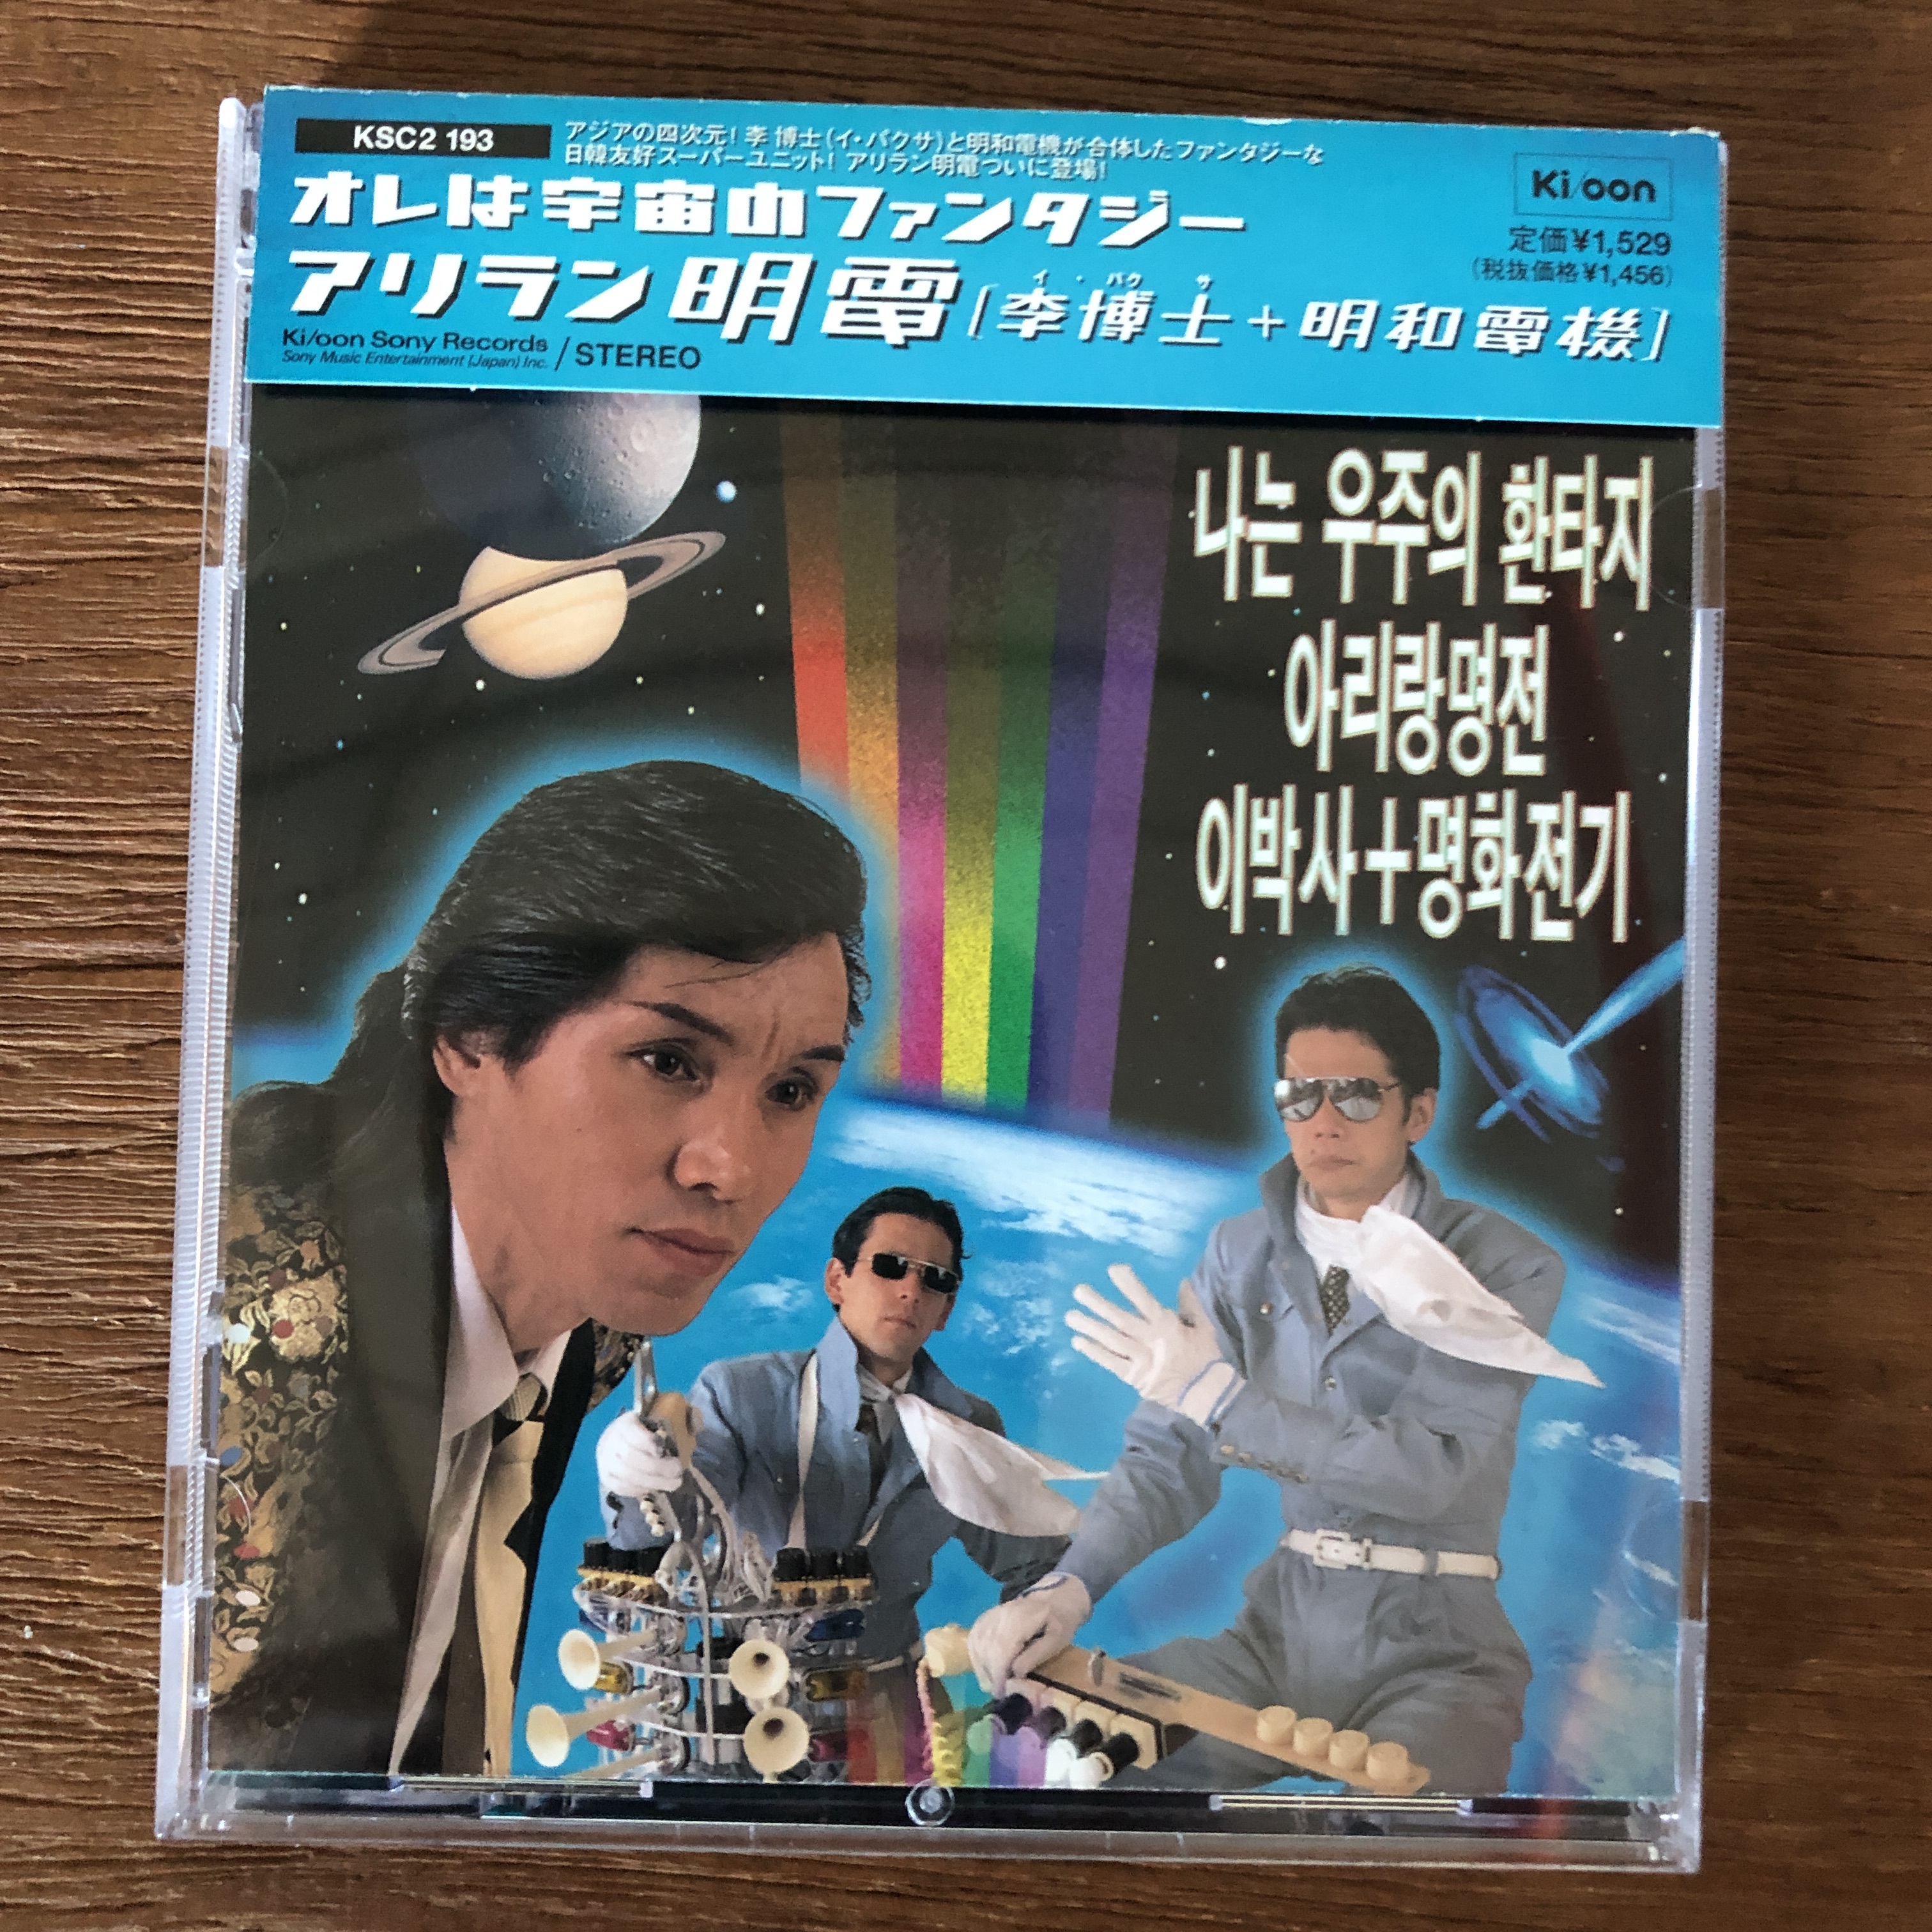 KSC2 193
アジアの四次元！李 博士（イ・パクサ）と明和電機が合体したファンタジーな
日韓友好スーパーユニット！アリラン明電ついに登場！
オレは宇宙のファンタジー
イ・パク サ
アリラン明電［李博士＋明和電機］
Ki/oon Sony Records
Sony Music Entertainment (Japan) Inc.
/ STEREO
Ki/oon
定価¥1,529
（税抜価格¥1,456）
나는 우주의 환타지
아리랑명전
이박사+명화전기